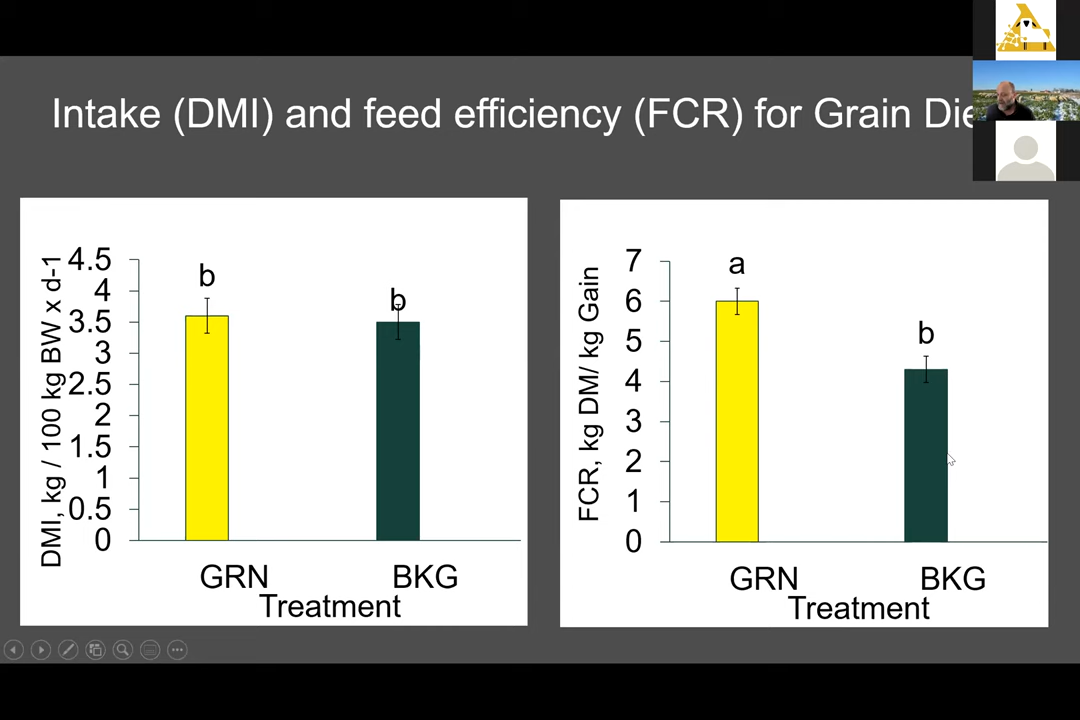 Intake (DMI) and feed efficiency (FCR) for Grain Die
DMI, kg / 100 kg BW x d-1
4.5
4
3.5
3
2.5
2
1.5
1
0.5
0
b
b
GRN
BKG
Treatment
FCR, kg DM/ kg Gain
7
6
5
4
3
2
1
0
a
b
GRN
BKG
Treatment